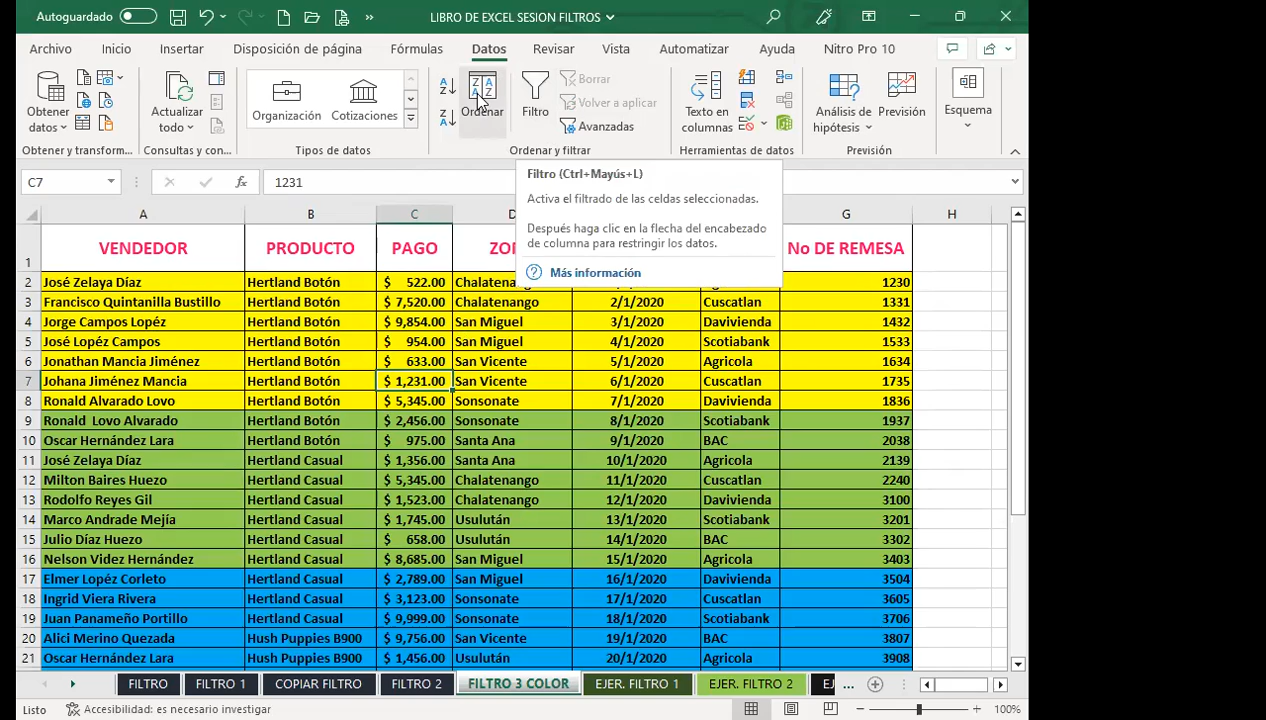 Autoguardado
LIBRO DE EXCEL SESION FILTROS
Archivo Inicio Insertar Disposición de página Fórmulas Datos Revisar Vista Automatizar Ayuda Nitro Pro 10
Obtener datos
Actualizar todo
Organización Cotizaciones
Ordenar
Filtro
Borrar
Volver a aplicar
Avanzadas
Texto en columnas
Análisis de hipótesis
Previsión
Esquema
Obtener y transform... Consultas y con... Tipos de datos Ordenar y filtrar Herramientas de datos Previsión
C7 fx 1231
Filtro (Ctrl+Mayús+L)
Activa el filtrado de las celdas seleccionadas.
Después haga clic en la flecha del encabezado
de columna para restringir los datos.
Más información
A B C D G H
1 VENDEDOR PRODUCTO PAGO No DE REMESA
2 José Zelaya Díaz Hertland Botón $ 522.00 Chalatenango 1230
3 Francisco Quintanilla Bustillo Hertland Botón $ 7,520.00 Chalatenango 2/1/2020 Cuscatlan 1331
4 Jorge Campos Lopéz Hertland Botón $ 9,854.00 San Miguel 3/1/2020 Davivienda 1432
5 José Lopéz Campos Hertland Botón $ 954.00 San Miguel 4/1/2020 Scotiabank 1533
6 Jonathan Mancia Jiménez Hertland Botón $ 633.00 San Vicente 5/1/2020 Agricola 1634
7 Johana Jiménez Mancia Hertland Botón $ 1,231.00 San Vicente 6/1/2020 Cuscatlan 1735
8 Ronald Alvarado Lovo Hertland Botón $ 5,345.00 Sonsonate 7/1/2020 Davivienda 1836
9 Ronald Lovo Alvarado Hertland Botón $ 2,456.00 Sonsonate 8/1/2020 Scotiabank 1937
10 Oscar Hernández Lara Hertland Botón $ 975.00 Santa Ana 9/1/2020 BAC 2038
11 José Zelaya Díaz Hertland Casual $ 1,356.00 Santa Ana 10/1/2020 Agricola 2139
12 Milton Baires Huezo Hertland Casual $ 5,345.00 Chalatenango 11/1/2020 Cuscatlan 2240
13 Rodolfo Reyes Gil Hertland Casual $ 1,523.00 Chalatenango 12/1/2020 Davivienda 3100
14 Marco Andrade Mejía Hertland Casual $ 1,745.00 Usulután 13/1/2020 Scotiabank 3201
15 Julio Díaz Huezo Hertland Casual $ 658.00 Usulután 14/1/2020 BAC 3302
16 Nelson Videz Hernández Hertland Casual $ 8,685.00 San Miguel 15/1/2020 Agricola 3403
17 Elmer Lopéz Corleto Hertland Casual $ 2,789.00 San Miguel 16/1/2020 Davivienda 3504
18 Ingrid Viera Rivera Hertland Casual $ 3,123.00 Sonsonate 17/1/2020 Cuscatlan 3605
19 Juan Panameño Portillo Hertland Casual $ 9,999.00 Sonsonate 18/1/2020 Scotiabank 3706
20 Alici Merino Quezada Hush Puppies B900 $ 9,756.00 San Vicente 19/1/2020 BAC 3807
21 Oscar Hernández Lara Hush Puppies B900 $ 1,456.00 Usulután 20/1/2020 Agricola 3908
FILTRO FILTRO 1 COPIAR FILTRO FILTRO 2 FILTRO 3 COLOR EJER. FILTRO 1 EJER. FILTRO 2 EJ ...
Listo Accesibilidad: es necesario investigar 100%